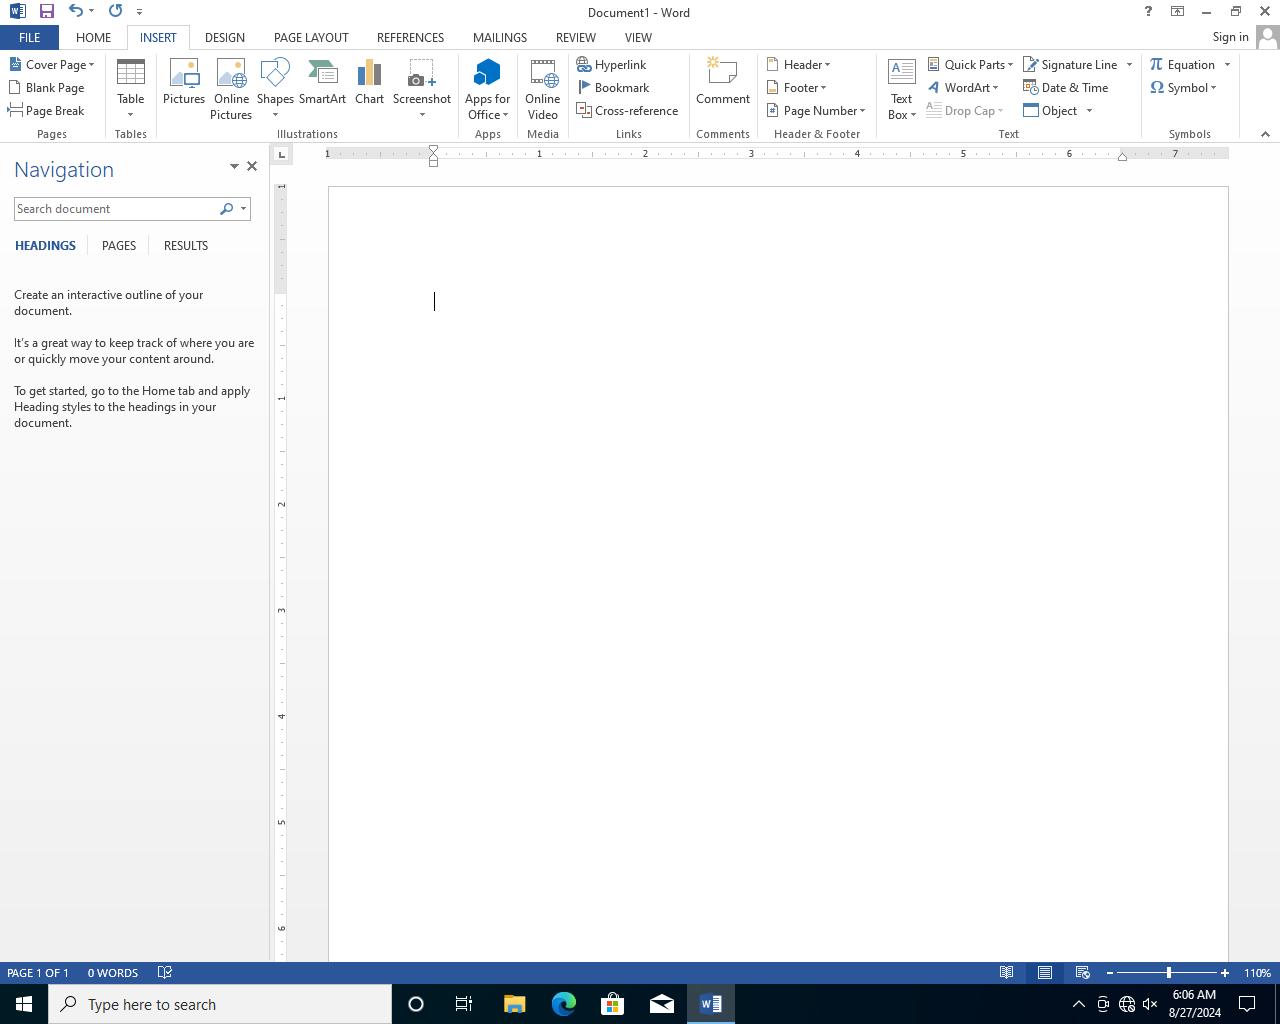 Document1 - Word
FILE HOME INSERT DESIGN PAGE LAYOUT REFERENCES MAILINGS REVIEW VIEW Sign in
Cover Page
Blank Page
Page Break
Pages
Table
Tables
Pictures
Online Pictures
Shapes
SmartArt
Chart
Screenshot
Illustrations
Apps for Office
Apps
Online Video
Media
Hyperlink
Bookmark
Cross-reference
Links
Comment
Comments
Header
Footer
Page Number
Header & Footer
Text Box
Quick Parts
WordArt
Drop Cap
Signature Line
Date & Time
Object
Text
Equation
Symbol
Symbols
Navigation
Search document
HEADINGS PAGES RESULTS
Create an interactive outline of your
document.
It's a great way to keep track of where you are
or quickly move your content around.
To get started, go to the Home tab and apply
Heading styles to the headings in your
document.
1 1 2 3 4 5 6 7
1
1
2
3
4
5
6
PAGE 1 OF 1 0 WORDS 110%
Type here to search
6:06 AM
8/27/2024